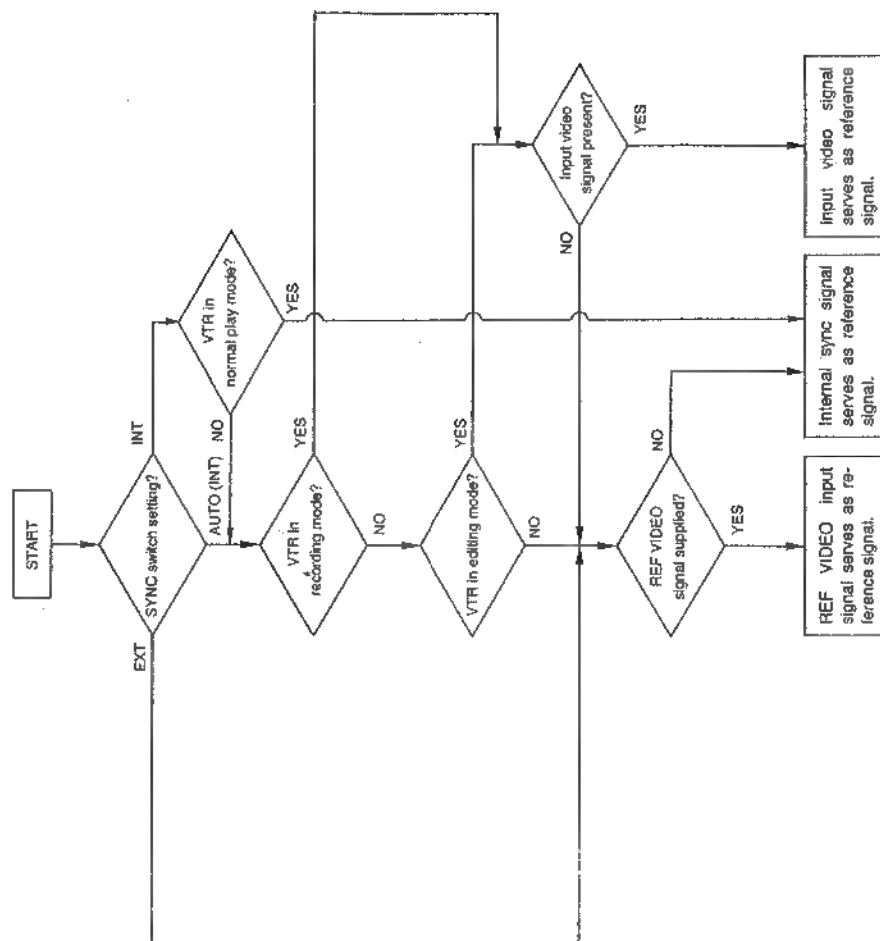 START
SYNC switch setting?
EXT
INT
AUTO (INT)
VTR in
normal play mode?
NO
YES
VTR in
recording mode?
YES
NO
VTR in editing mode?
YES
NO
Input video
signal present?
NO
YES
REF VIDEO
signal supplied?
NO
YES
REF VIDEO input
signal serves as re-
ference signal.
Internal sync signal
serves as reference
signal.
Input video signal
serves as reference
signal.